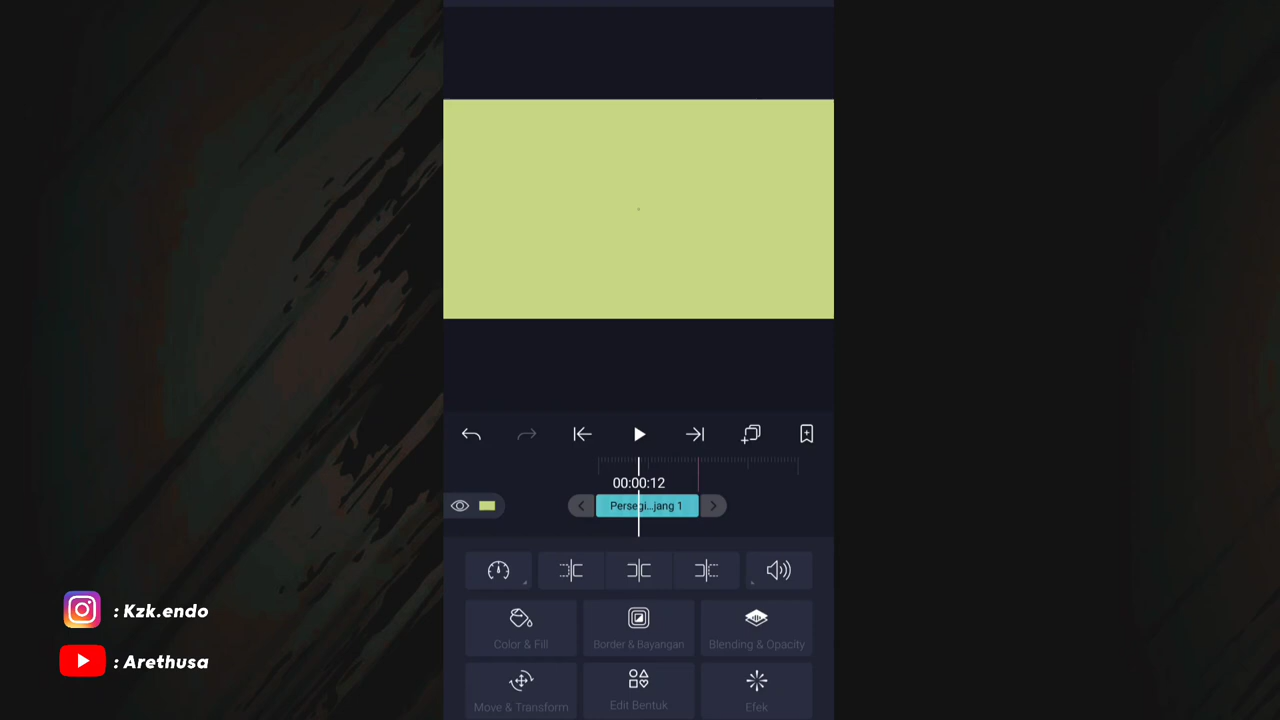 00:00:12
Persegi...jang 1
Color & Fill
Border & Bayangan
Blending & Opacity
Move & Transform
Edit Bentuk
Efek
: Kzk.endo
: Arethusa